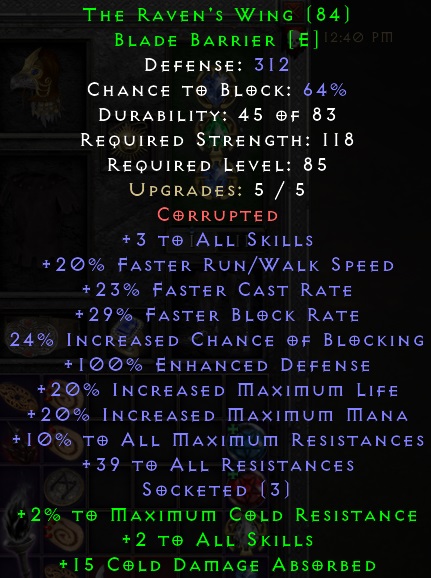 The Raven's Wing (84)
Blade Barrier [E]
12:40 PM
Defense: 312
Chance to Block: 64%
Durability: 45 of 83
Required Strength: 118
Required Level: 85
Upgrades: 5 / 5
Corrupted
+3 to All Skills
+20% Faster Run/Walk Speed
+23% Faster Cast Rate
+29% Faster Block Rate
24% Increased Chance of Blocking
+100% Enhanced Defense
+20% Increased Maximum Life
+20% Increased Maximum Mana
+10% to All Maximum Resistances
+39 to All Resistances
Socketed (3)
+2% to Maximum Cold Resistance
+2 to All Skills
+15 Cold Damage Absorbed